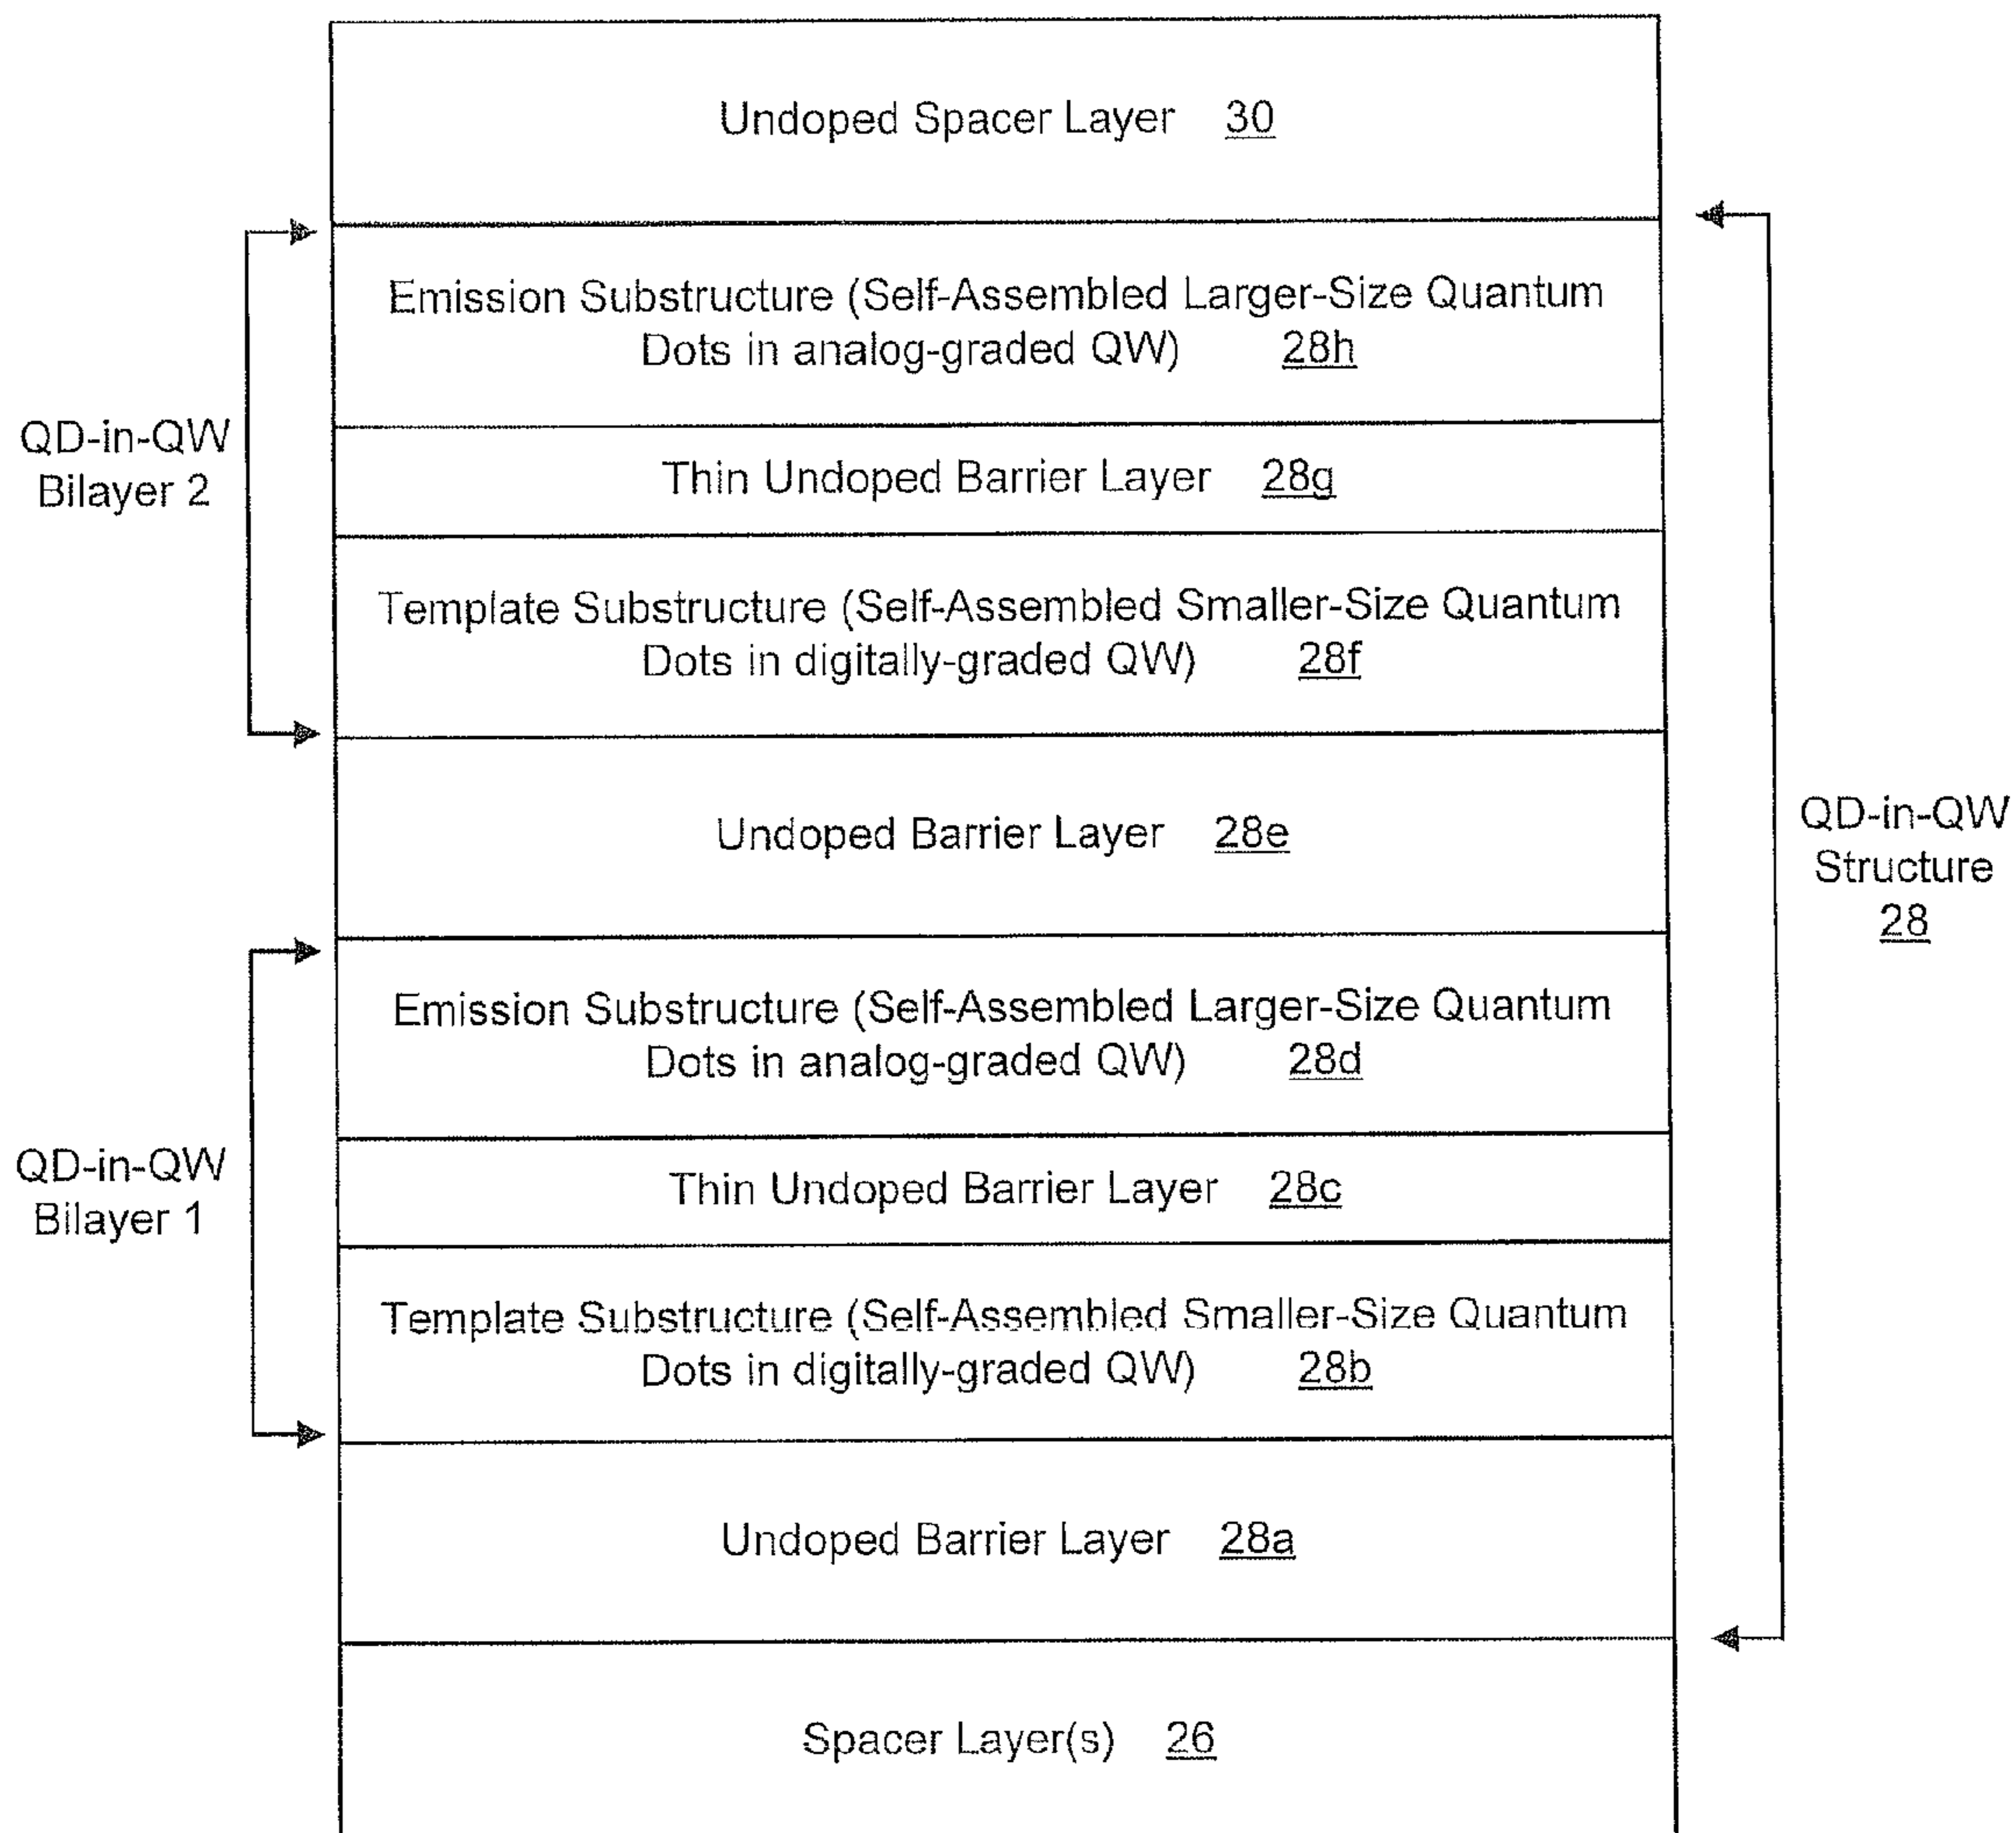 Undoped Spacer Layer 30
Emission Substructure (Self-Assembled Larger-Size Quantum
Dots in analog-graded QW) 28h
Thin Undoped Barrier Layer 28g
Template Substructure (Self-Assembled Smaller-Size Quantum
Dots in digitally-graded QW) 28f
QD-in-QW
Bilayer 2
Undoped Barrier Layer 28e
QD-in-QW
Structure
28
Emission Substructure (Self-Assembled Larger-Size Quantum
Dots in analog-graded QW) 28d
Thin Undoped Barrier Layer 28c
Template Substructure (Self-Assembled Smaller-Size Quantum
Dots in digitally-graded QW) 28b
QD-in-QW
Bilayer 1
Undoped Barrier Layer 28a
Spacer Layer(s) 26